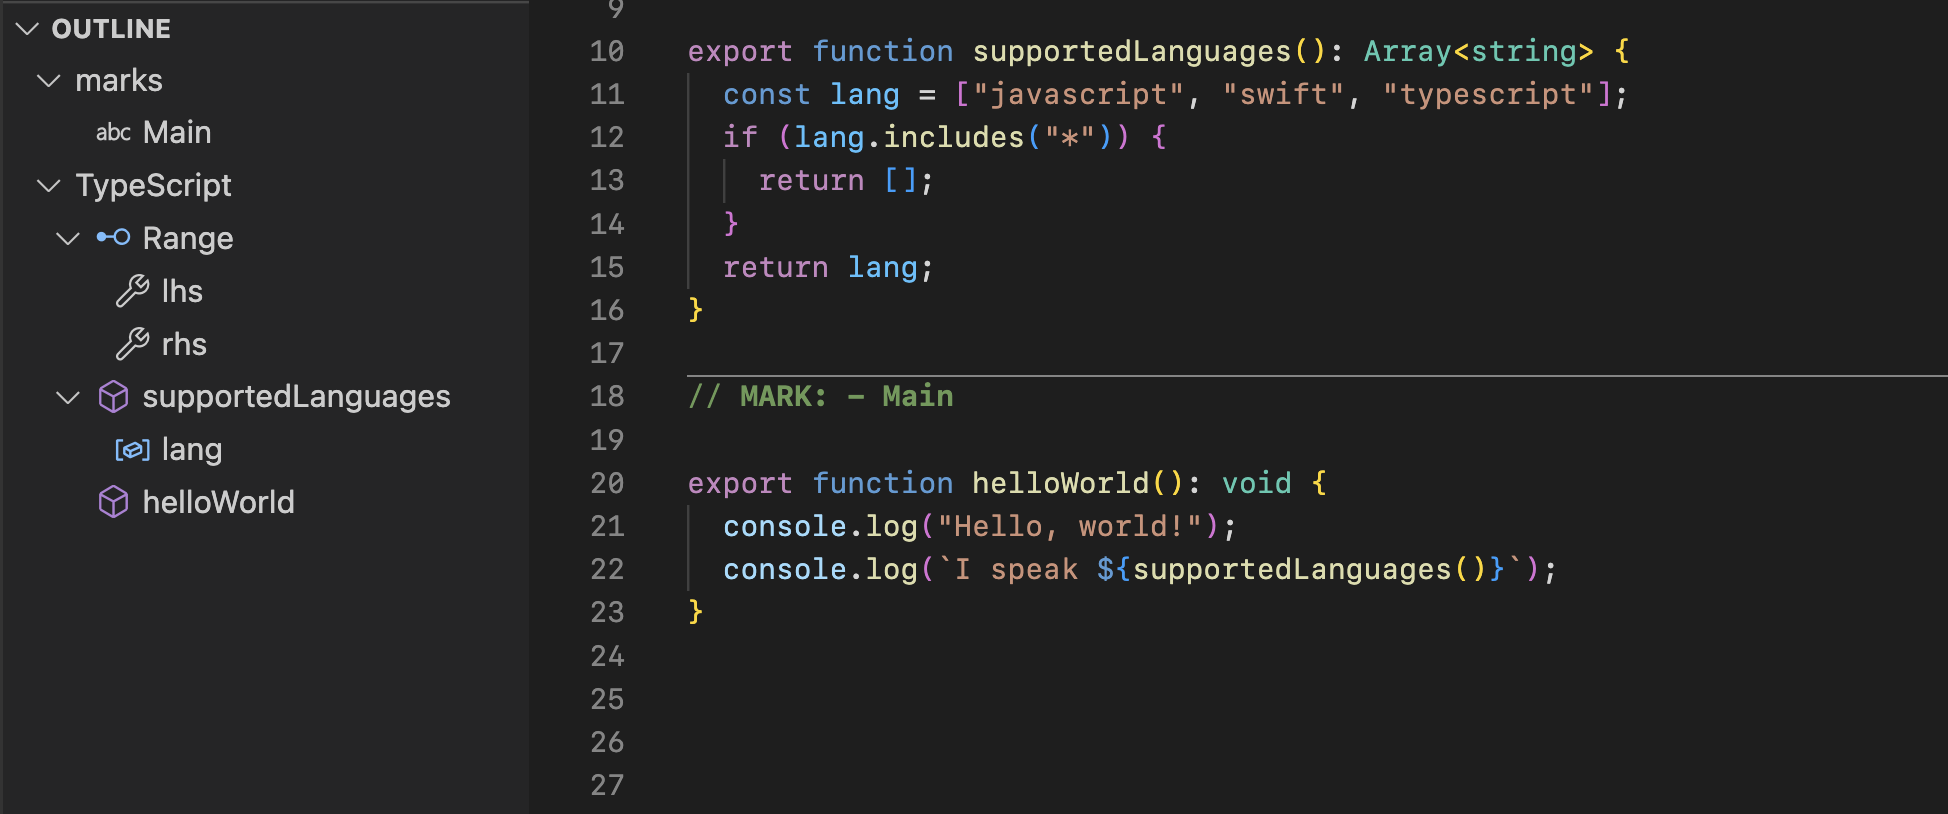 OUTLINE
marks
abc Main
TypeScript
Range
lhs
rhs
supportedLanguages
lang
helloWorld
9
10 export function supportedLanguages(): Array<string> {
11 const lang = ["javascript", "swift", "typescript"];
12 if (lang.includes("*")) {
13 return [];
14 }
15 return lang;
16 }
17
18 // MARK: - Main
19
20 export function helloWorld(): void {
21 console.log("Hello, world!");
22 console.log(`I speak ${supportedLanguages()}`);
23 }
24
25
26
27